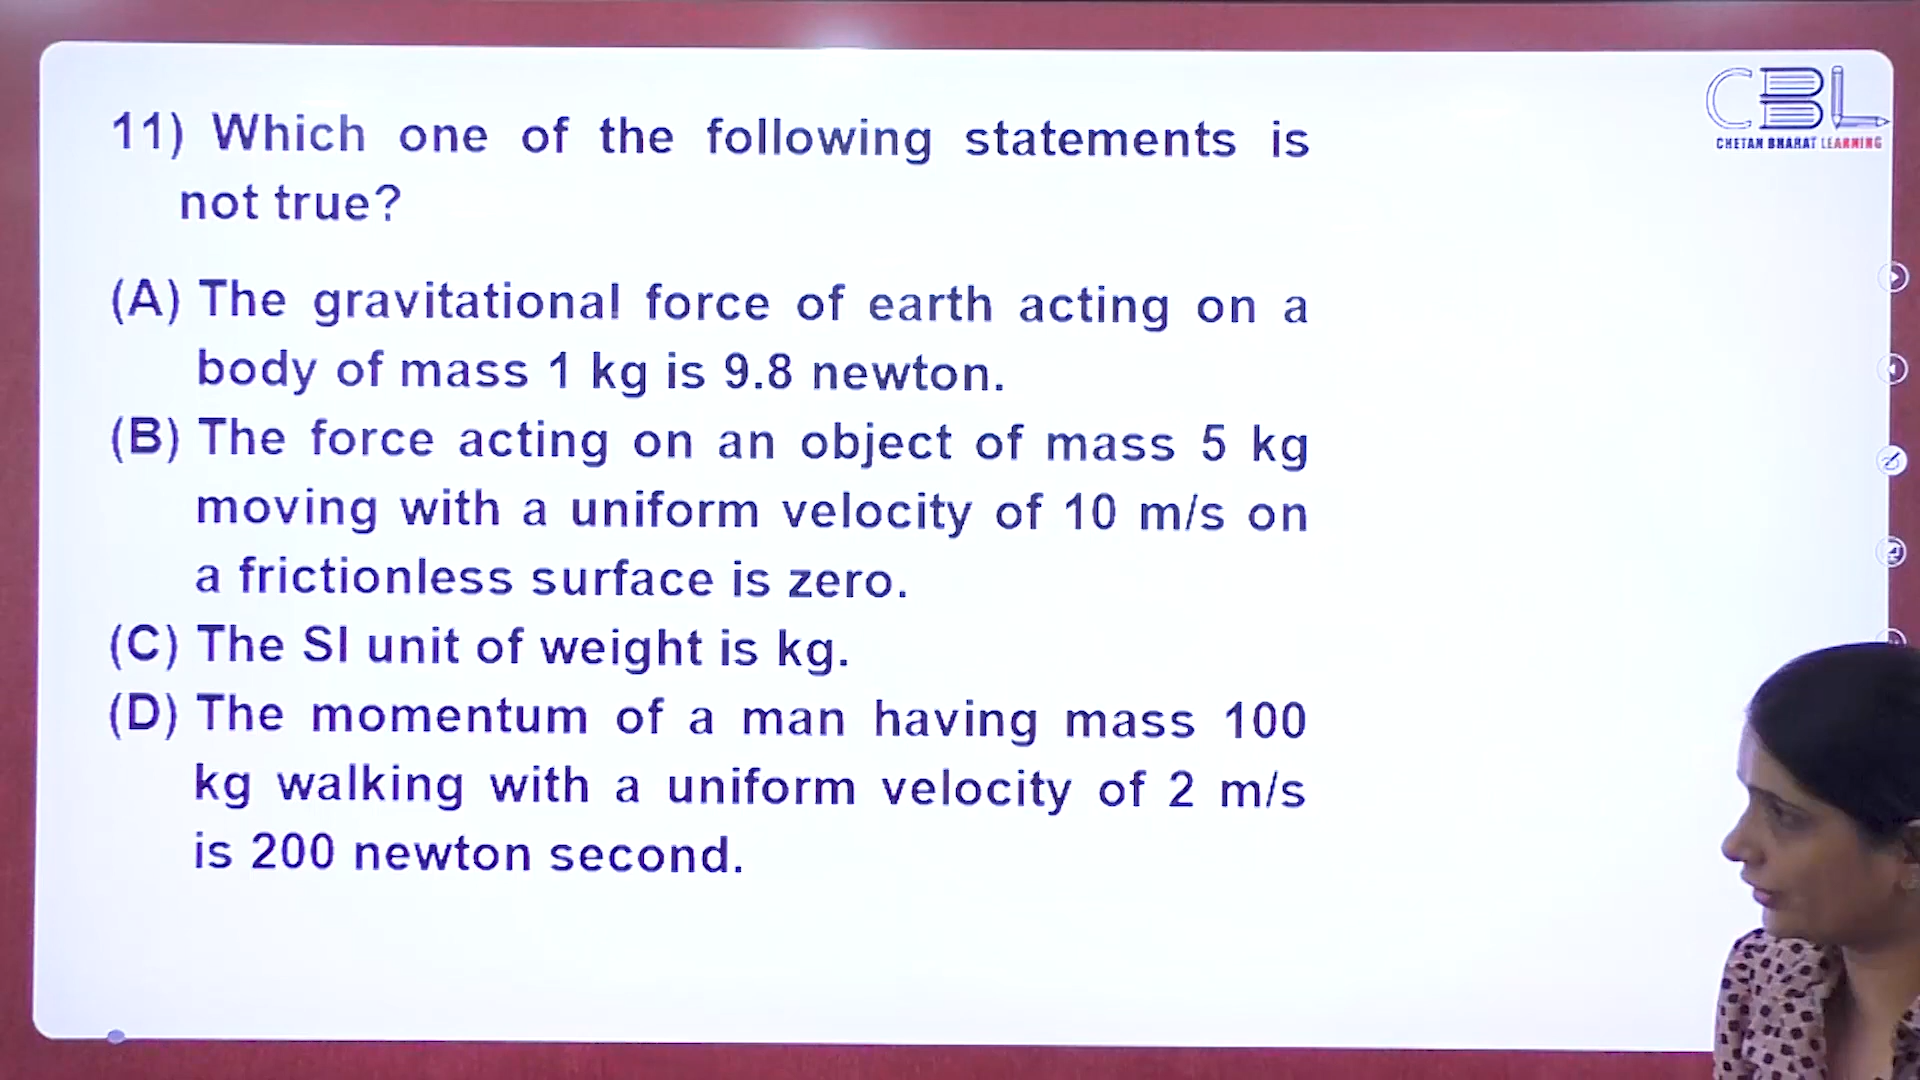 CBL
CHETAN BHARAT LEARNING
11) Which one of the following statements is
not true?
(A) The gravitational force of earth acting on a
body of mass 1 kg is 9.8 newton.
(B) The force acting on an object of mass 5 kg
moving with a uniform velocity of 10 m/s on
a frictionless surface is zero.
(C) The SI unit of weight is kg.
(D) The momentum of a man having mass 100
kg walking with a uniform velocity of 2 m/s
is 200 newton second.